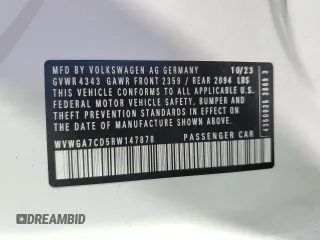 MFD BY VOLKSWAGEN AG GERMANY 10/23
GVWR 4343 GAWR FRONT 2359 / REAR 2094 LBS
THIS VEHICLE CONFORMS TO ALL APPLICABLE U.S.
FEDERAL MOTOR VEHICLE SAFETY, BUMPER AND
THEFT PREVENTION STANDARDS IN EFFECT ON THE
DATE OF MANUFACTURE SHOWN ABOVE
WVWGA7CD5RW147878 PASSENGER CAR
DREAMBID